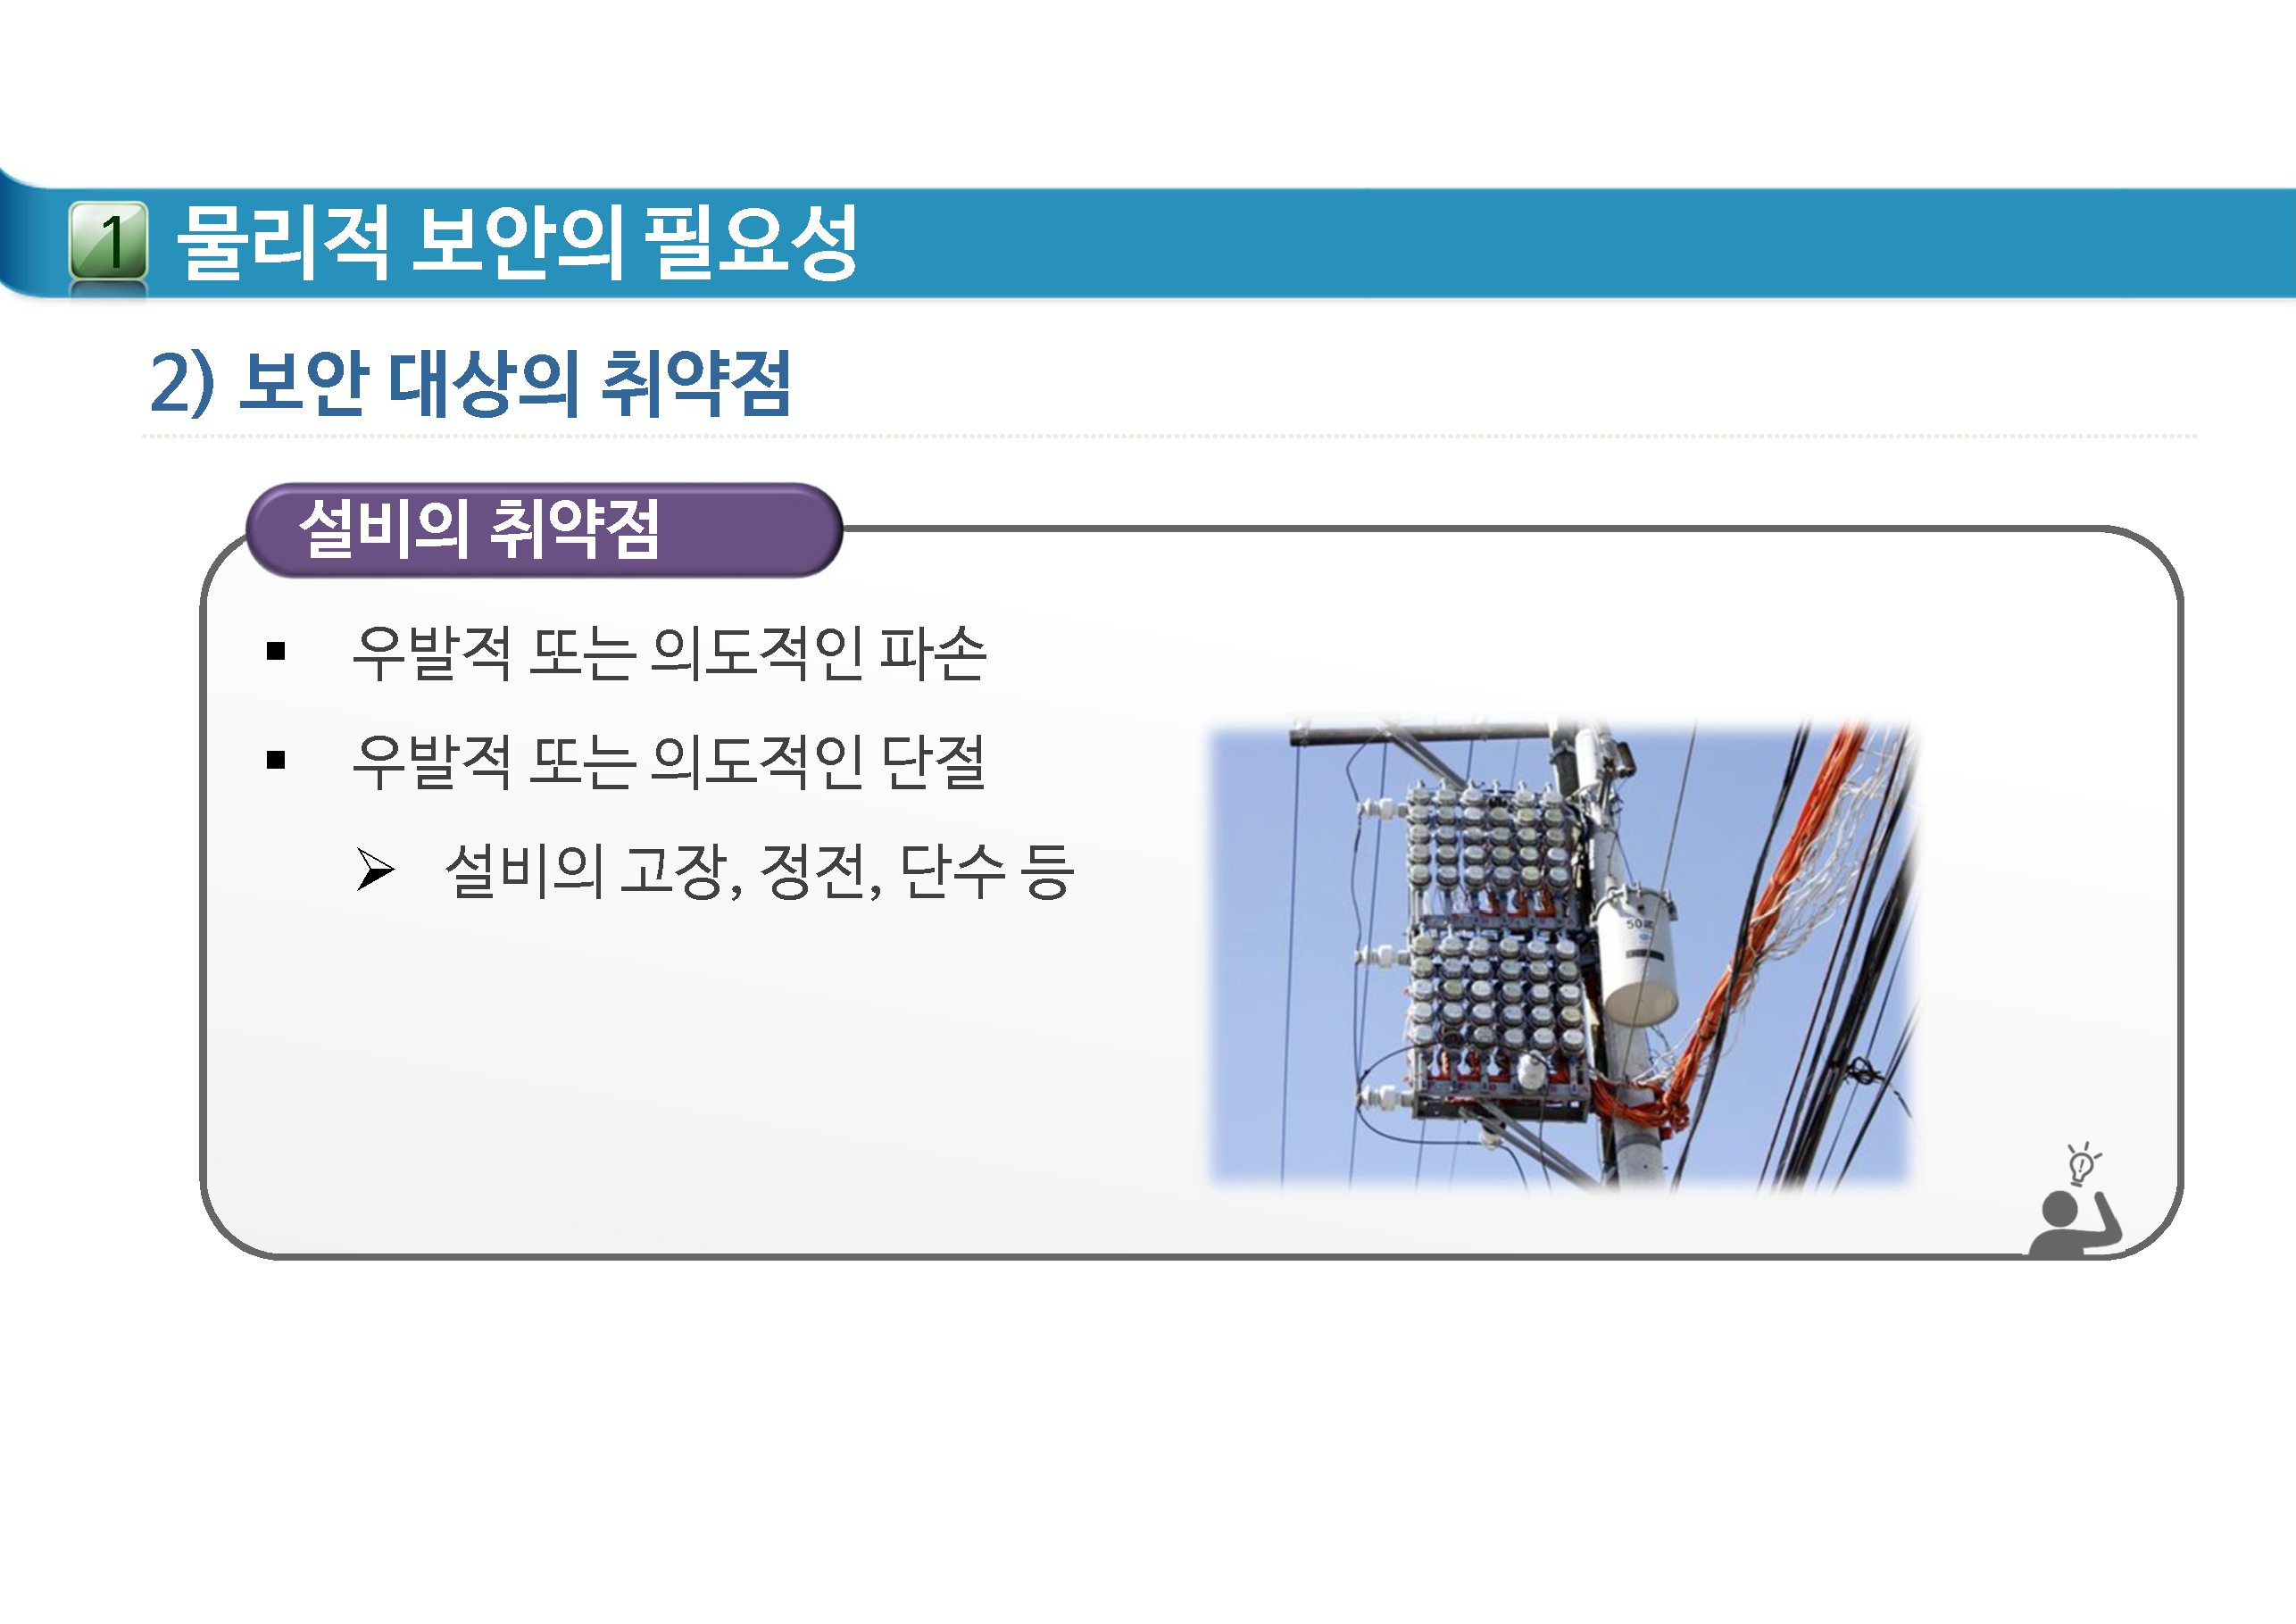 1 물리적 보안의 필요성
2) 보안 대상의 취약점
설비의 취약점
▪ 우발적 또는 의도적인 파손
▪ 우발적 또는 의도적인 단절
➢ 설비의 고장, 정전, 단수 등
50